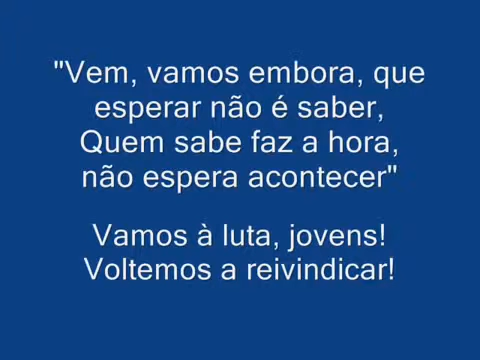 "Vem, vamos embora, que
esperar não é saber,
Quem sabe faz a hora,
não espera acontecer"
Vamos à luta, jovens!
Voltemos a reivindicar!